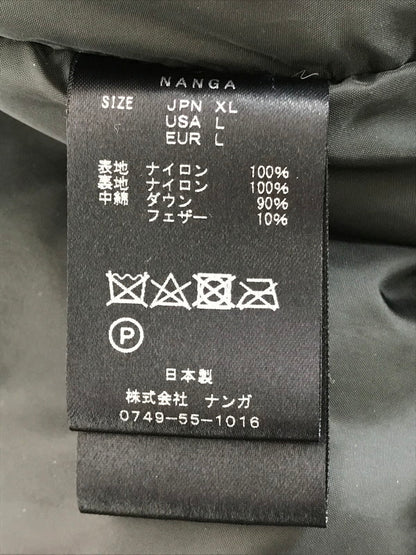 NANGA
SIZE JPN XL
USA L
EUR L
表地 ナイロン 100%
裏地 ナイロン 100%
中綿 ダウン 90%
フェザー 10%
P
日本製
株式会社 ナンガ
0749-55-1016